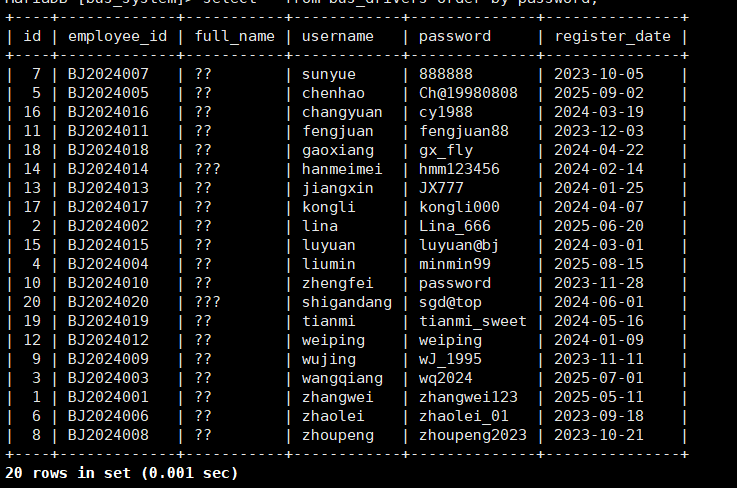 MariaDB [bus_system]> select * from bus_drivers order by password;
+----+-------------+-----------+------------+--------------+---------------+
| id | employee_id | full_name | username | password | register_date |
+----+-------------+-----------+------------+--------------+---------------+
| 7 | BJ2024007 | ?? | sunyue | 888888 | 2023-10-05 |
| 5 | BJ2024005 | ?? | chenhao | Ch@19980808 | 2025-09-02 |
| 16 | BJ2024016 | ?? | changyuan | cy1988 | 2024-03-19 |
| 11 | BJ2024011 | ?? | fengjuan | fengjuan88 | 2023-12-03 |
| 18 | BJ2024018 | ?? | gaoxiang | gx_fly | 2024-04-22 |
| 14 | BJ2024014 | ??? | hanmeimei | hmm123456 | 2024-02-14 |
| 13 | BJ2024013 | ?? | jiangxin | JX777 | 2024-01-25 |
| 17 | BJ2024017 | ?? | kongli | kongli000 | 2024-04-07 |
| 2 | BJ2024002 | ?? | lina | Lina_666 | 2025-06-20 |
| 15 | BJ2024015 | ?? | luyuan | luyuan@bj | 2024-03-01 |
| 4 | BJ2024004 | ?? | liumin | minmin99 | 2025-08-15 |
| 10 | BJ2024010 | ?? | zhengfei | password | 2023-11-28 |
| 20 | BJ2024020 | ??? | shigandang | sgd@top | 2024-06-01 |
| 19 | BJ2024019 | ?? | tianmi | tianmi_sweet | 2024-05-16 |
| 12 | BJ2024012 | ?? | weiping | weiping | 2024-01-09 |
| 9 | BJ2024009 | ?? | wujing | wJ_1995 | 2023-11-11 |
| 3 | BJ2024003 | ?? | wangqiang | wq2024 | 2025-07-01 |
| 1 | BJ2024001 | ?? | zhangwei | zhangwei123 | 2025-05-11 |
| 6 | BJ2024006 | ?? | zhaolei | zhaolei_01 | 2023-09-18 |
| 8 | BJ2024008 | ?? | zhoupeng | zhoupeng2023 | 2023-10-21 |
+----+-------------+-----------+------------+--------------+---------------+
20 rows in set (0.001 sec)